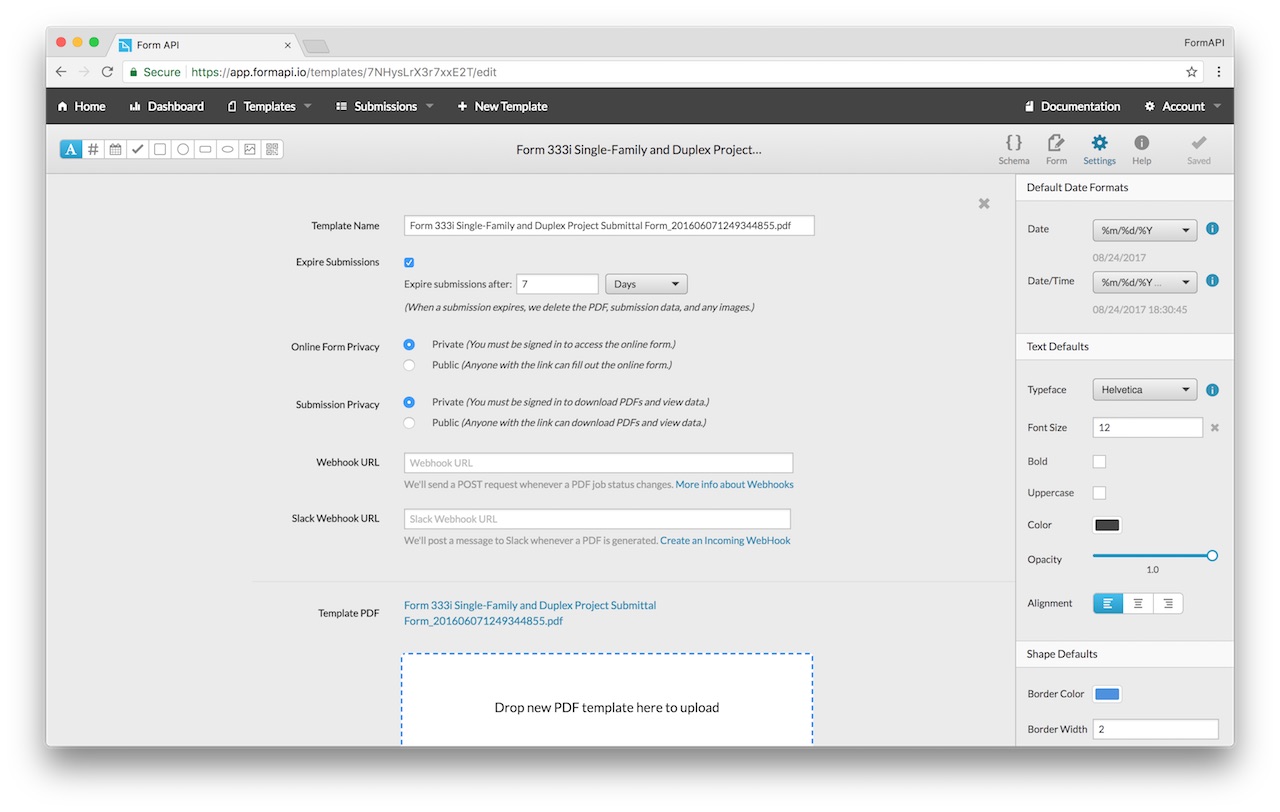 Form API
FormAPI
Secure https://app.formapi.io/templates/7NHysLrX3r7xxE2T/edit
Home Dashboard Templates Submissions New Template Documentation Account
A #
Form 333i Single-Family and Duplex Project...
{ } Schema Form Settings Help Saved
Template Name Form 333i Single-Family and Duplex Project Submittal Form_201606071249344855.pdf
Expire Submissions
Expire submissions after: 7 Days
(When a submission expires, we delete the PDF, submission data, and any images.)
Online Form Privacy Private (You must be signed in to access the online form.)
Public (Anyone with the link can fill out the online form.)
Submission Privacy Private (You must be signed in to download PDFs and view data.)
Public (Anyone with the link can download PDFs and view data.)
Webhook URL Webhook URL
We'll send a POST request whenever a PDF job status changes. More info about Webhooks
Slack Webhook URL Slack Webhook URL
We'll post a message to Slack whenever a PDF is generated. Create an Incoming WebHook
Template PDF Form 333i Single-Family and Duplex Project Submittal
Form_201606071249344855.pdf
Drop new PDF template here to upload
Default Date Formats
Date %m/%d/%Y
08/24/2017
Date/Time %m/%d/%Y ...
08/24/2017 18:30:45
Text Defaults
Typeface Helvetica
Font Size 12
Bold
Uppercase
Color
Opacity
1.0
Alignment
Shape Defaults
Border Color
Border Width 2